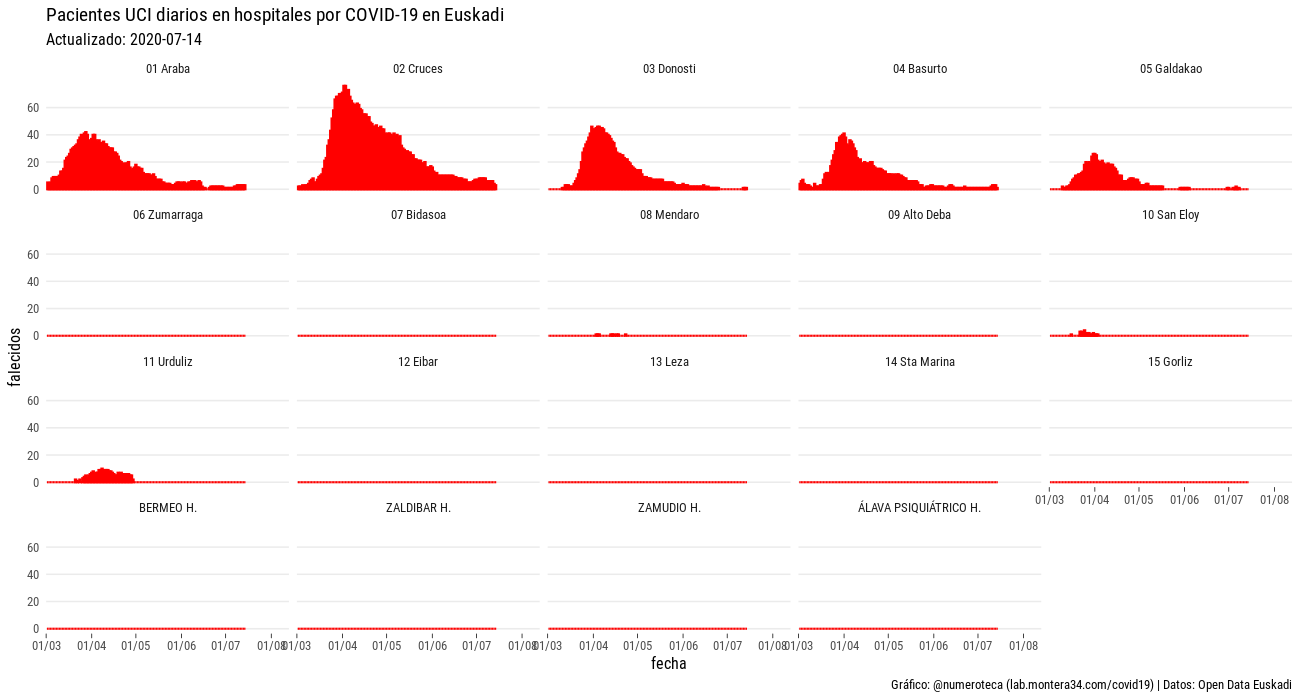 Pacientes UCI diarios en hospitales por COVID-19 en Euskadi
Actualizado: 2020-07-14
01 Araba 02 Cruces 03 Donosti 04 Basurto 05 Galdakao
60
40
20
0
06 Zumarraga 07 Bidasoa 08 Mendaro 09 Alto Deba 10 San Eloy
60
40
20
0
falecidos
11 Urduliz 12 Eibar 13 Leza 14 Sta Marina 15 Gorliz
60
40
20
0
01/03 01/04 01/05 01/06 01/07 01/08
BERMEO H. ZALDIBAR H. ZAMUDIO H. ÁLAVA PSIQUIÁTRICO H.
60
40
20
0
01/03 01/04 01/05 01/06 01/07 01/08 01/03 01/04 01/05 01/06 01/07 01/08 01/03 01/04 01/05 01/06 01/07 01/08 01/03 01/04 01/05 01/06 01/07 01/08
fecha
Gráfico: @numeroteca (lab.montera34.com/covid19) | Datos: Open Data Euskadi